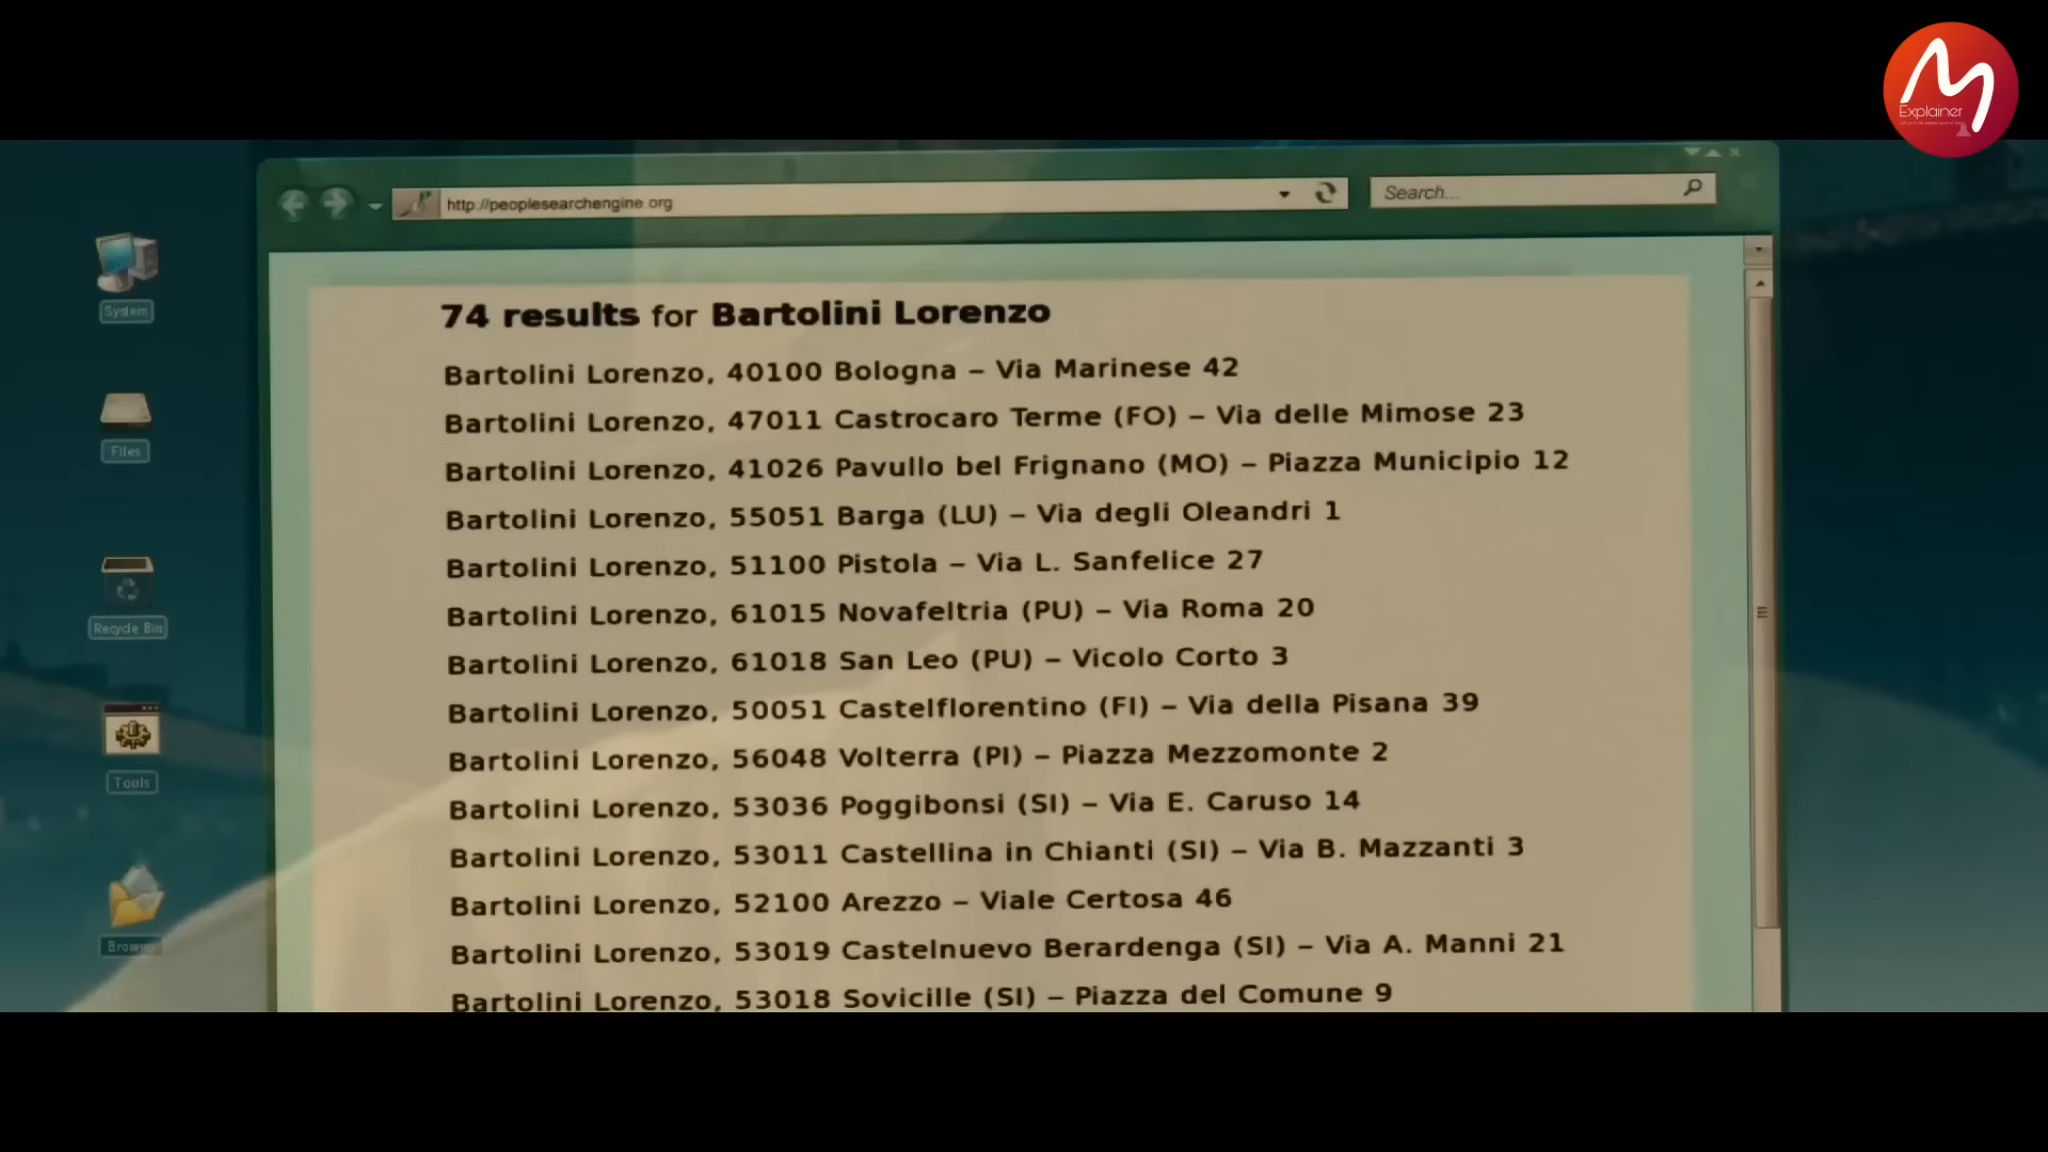 Explainer
http://peoplesearchengine.org
Search...
System
Files
Recycle Bin
Tools
74 results for Bartolini Lorenzo
Bartolini Lorenzo, 40100 Bologna – Via Marinese 42
Bartolini Lorenzo, 47011 Castrocaro Terme (FO) – Via delle Mimose 23
Bartolini Lorenzo, 41026 Pavullo bel Frignano (MO) – Piazza Municipio 12
Bartolini Lorenzo, 55051 Barga (LU) – Via degli Oleandri 1
Bartolini Lorenzo, 51100 Pistola – Via L. Sanfelice 27
Bartolini Lorenzo, 61015 Novafeltria (PU) – Via Roma 20
Bartolini Lorenzo, 61018 San Leo (PU) – Vicolo Corto 3
Bartolini Lorenzo, 50051 Castelflorentino (FI) – Via della Pisana 39
Bartolini Lorenzo, 56048 Volterra (PI) – Piazza Mezzomonte 2
Bartolini Lorenzo, 53036 Poggibonsi (SI) – Via E. Caruso 14
Bartolini Lorenzo, 53011 Castellina in Chianti (SI) – Via B. Mazzanti 3
Bartolini Lorenzo, 52100 Arezzo – Viale Certosa 46
Bartolini Lorenzo, 53019 Castelnuevo Berardenga (SI) – Via A. Manni 21
Bartolini Lorenzo, 53018 Sovicille (SI) – Piazza del Comune 9